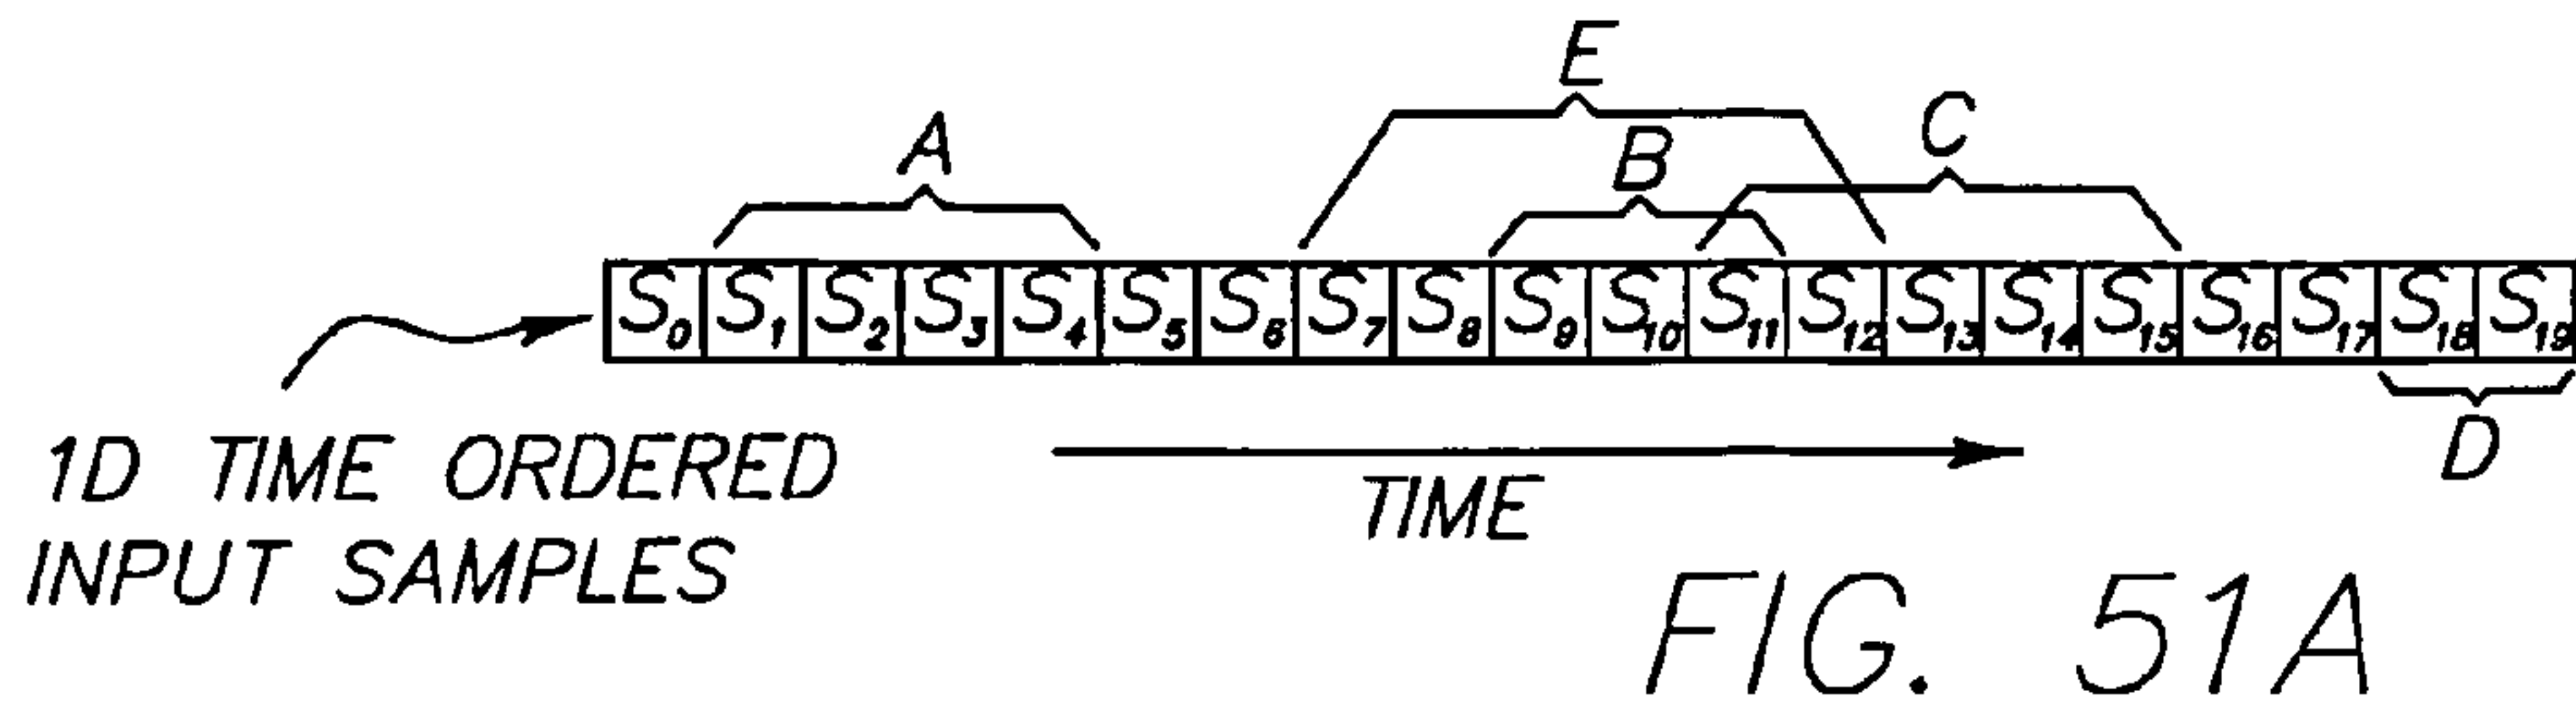 E
A
B
C
S0 S1 S2 S3 S4 S5 S6 S7 S8 S9 S10 S11 S12 S13 S14 S15 S16 S17 S18 S19
D
1D TIME ORDERED
INPUT SAMPLES
TIME
FIG. 51A